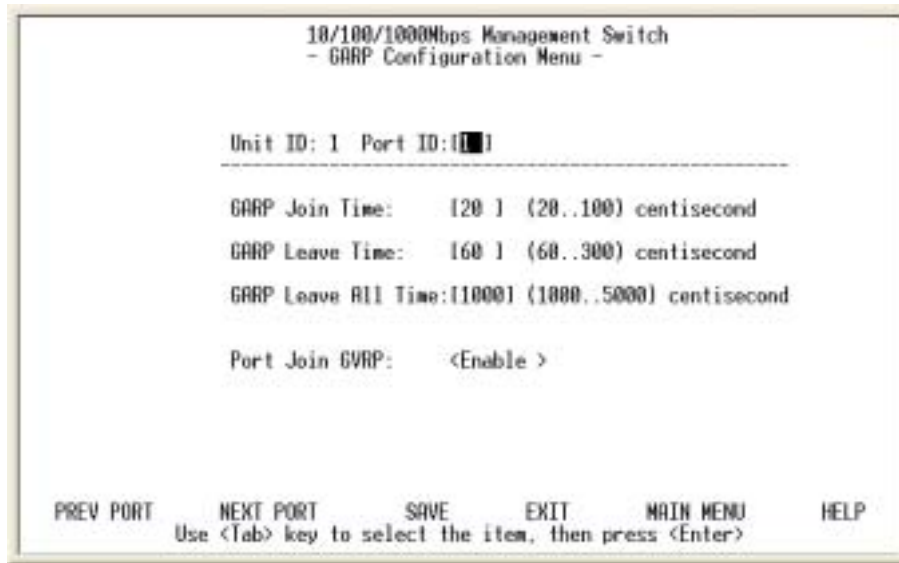 10/100/1000Mbps Management Switch
- GARP Configuration Menu -
Unit ID: 1 Port ID:[1 ]
GARP Join Time: [20 ] (20..100) centisecond
GARP Leave Time: [60 ] (60..300) centisecond
GARP Leave All Time:[1000] (1000..5000) centisecond
Port Join GVRP: <Enable >
PREV PORT NEXT PORT SAVE EXIT MAIN MENU HELP
Use <Tab> key to select the item, then press <Enter>